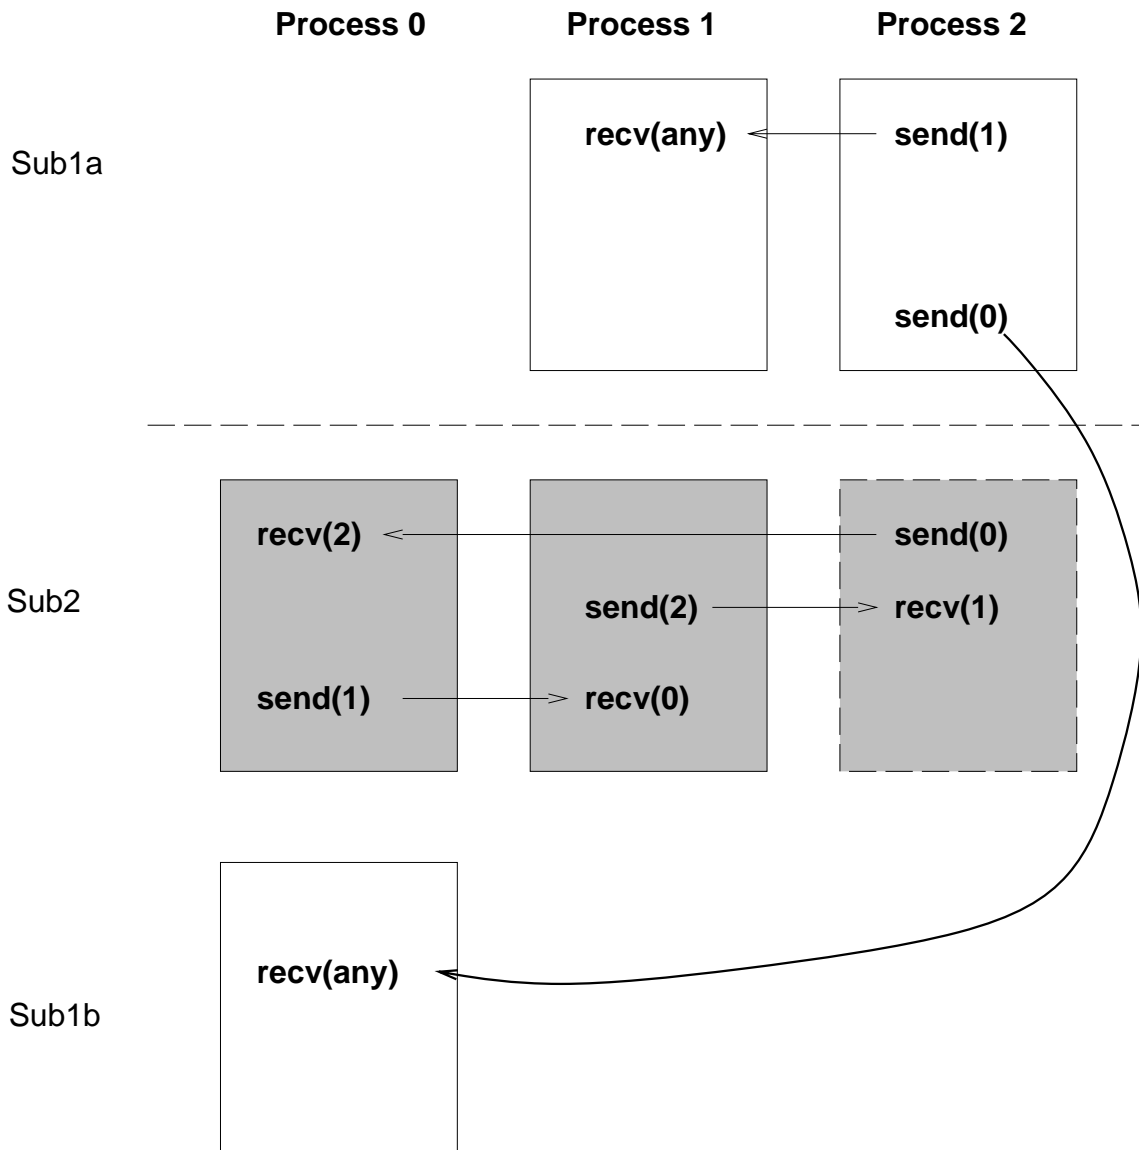 Process 0 Process 1 Process 2
recv(any) send(1)
Sub1a
send(0)
recv(2) send(0)
Sub2
send(2) recv(1)
send(1) recv(0)
recv(any)
Sub1b